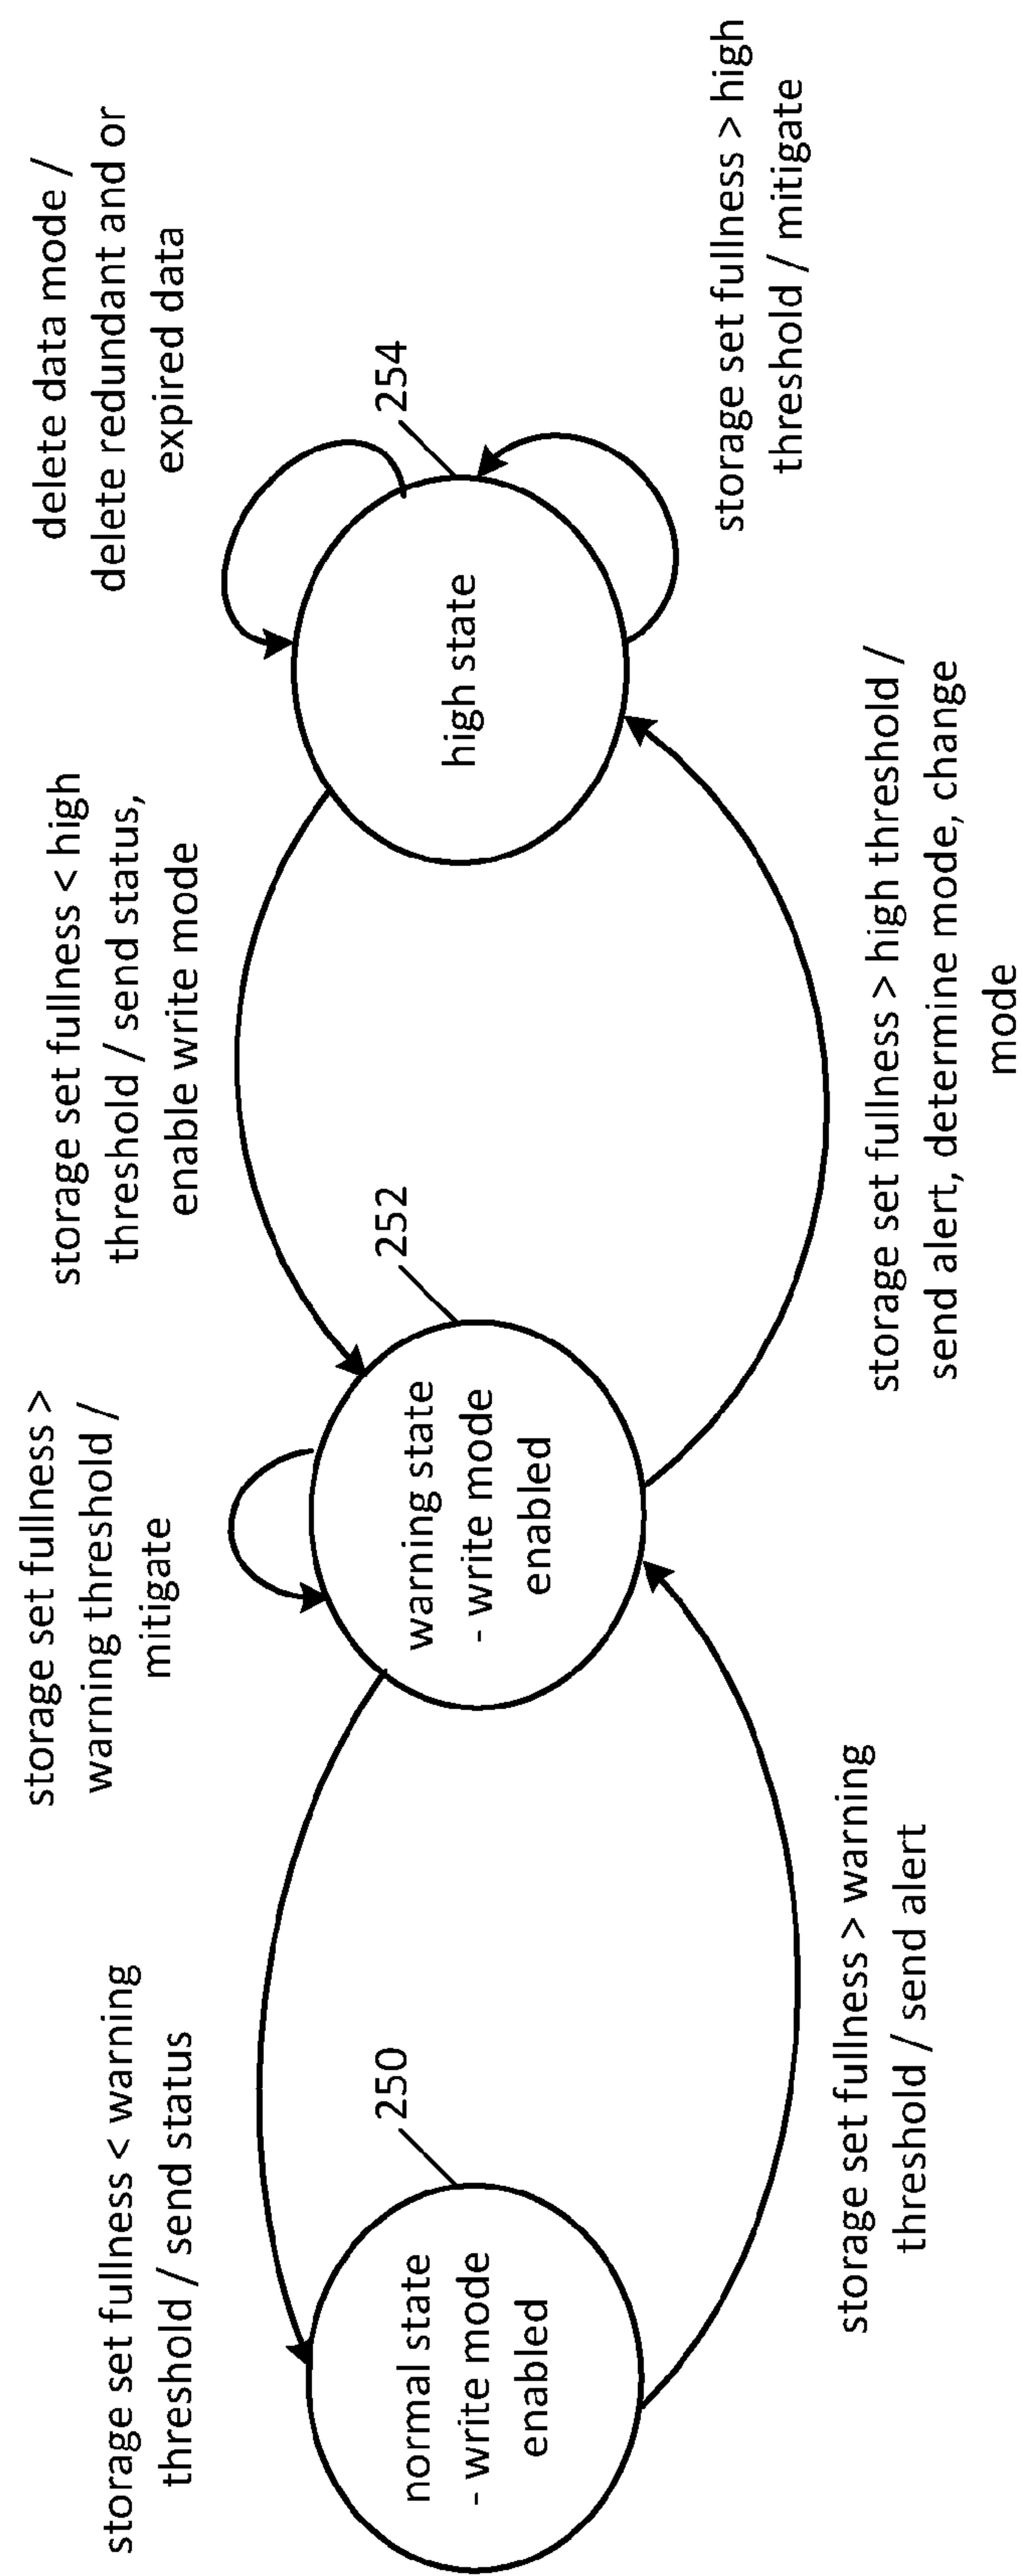 storage set fullness < warning
threshold / send status
storage set fullness >
warning threshold /
mitigate
storage set fullness < high
threshold / send status,
enable write mode
delete data mode /
delete redundant and or
expired data
250
252
254
normal state
- write mode
enabled
warning state
- write mode
enabled
high state
storage set fullness > warning
threshold / send alert
storage set fullness > high threshold /
send alert, determine mode, change
mode
storage set fullness > high
threshold / mitigate